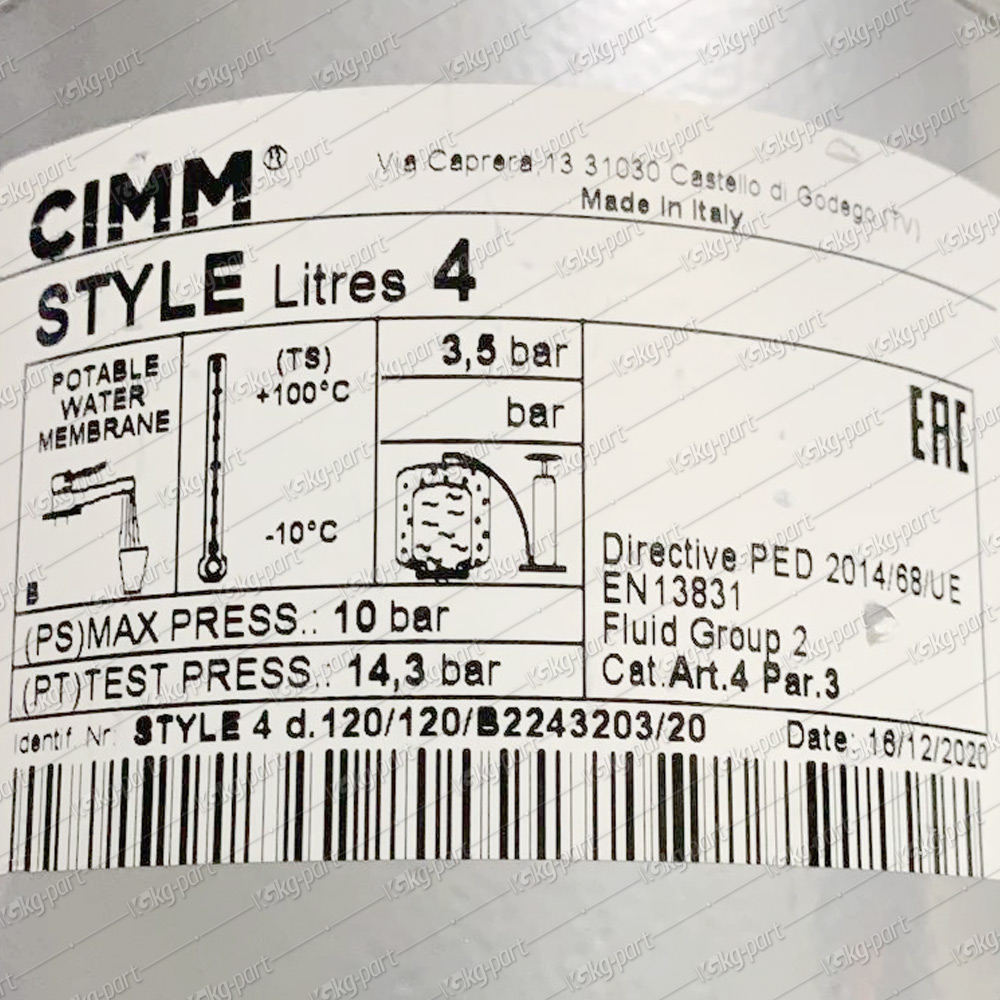 CIMM®
Via Caprera,13 31030 Castello di Godego(TV)
Made In Italy
STYLE Litres 4
POTABLE
WATER
MEMBRANE
B
(TS)
+100°C
-10°C
3,5 bar
bar
EAC
Directive PED 2014/68/UE
EN13831
Fluid Group 2
Cat.Art.4 Par.3
(PS)MAX PRESS.: 10 bar
(PT)TEST PRESS.: 14,3 bar
Identif. Nr: STYLE 4 d.120/120/B2243203/20
Date: 16/12/2020
kg-part